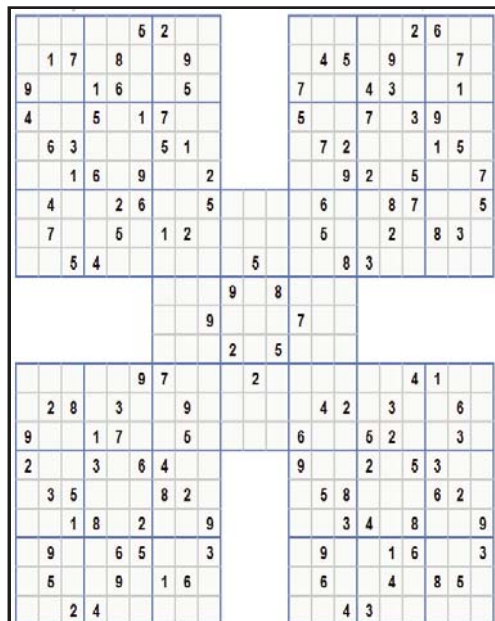 5 2 2 6
1 7 8 9 4 5 9 7
9 1 6 5 7 4 3 1
4 5 1 7 5 7 3 9
6 3 5 1 7 2 1 5
1 6 9 2 9 2 5 7
4 2 6 5 6 8 7 5
7 5 1 2 5 2 8 3
5 4 5 8 3
9 8
9 7
2 5
9 7 2 4 1
2 8 3 9 4 2 3 6
9 1 7 5 6 5 2 3
2 3 6 4 9 2 5 3
3 5 8 2 5 8 6 2
1 8 2 9 3 4 8 9
9 6 5 3 9 1 6 3
5 9 1 6 6 4 8 5
2 4 4 3